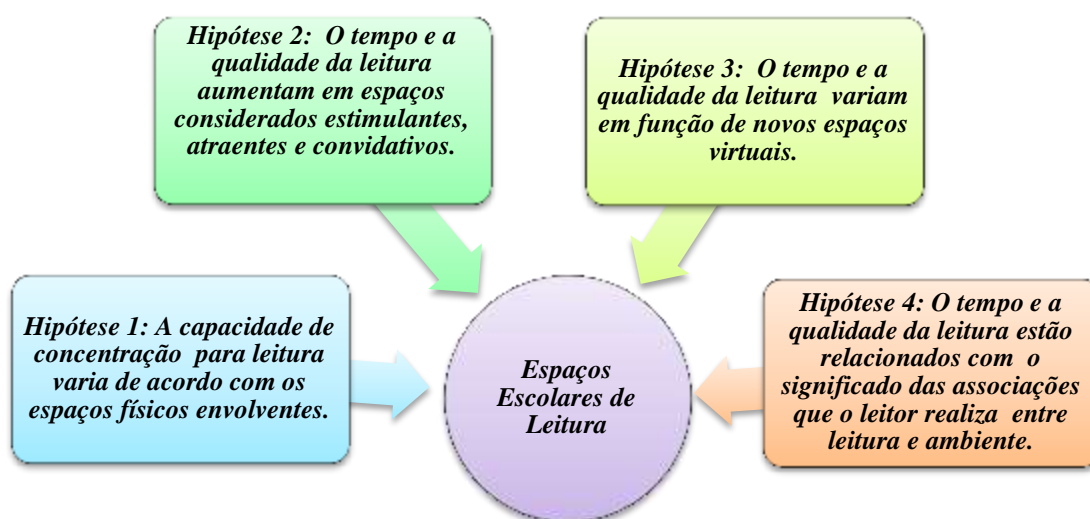 Hipótese 2: O tempo e a
qualidade da leitura
aumentam em espaços
considerados estimulantes,
atraentes e convidativos.
Hipótese 3: O tempo e a
qualidade da leitura variam
em função de novos espaços
virtuais.
Hipótese 1: A capacidade de
concentração para leitura
varia de acordo com os
espaços físicos envolventes.
Espaços
Escolares de
Leitura
Hipótese 4: O tempo e a
qualidade da leitura estão
relacionados com o
significado das associações
que o leitor realiza entre
leitura e ambiente.